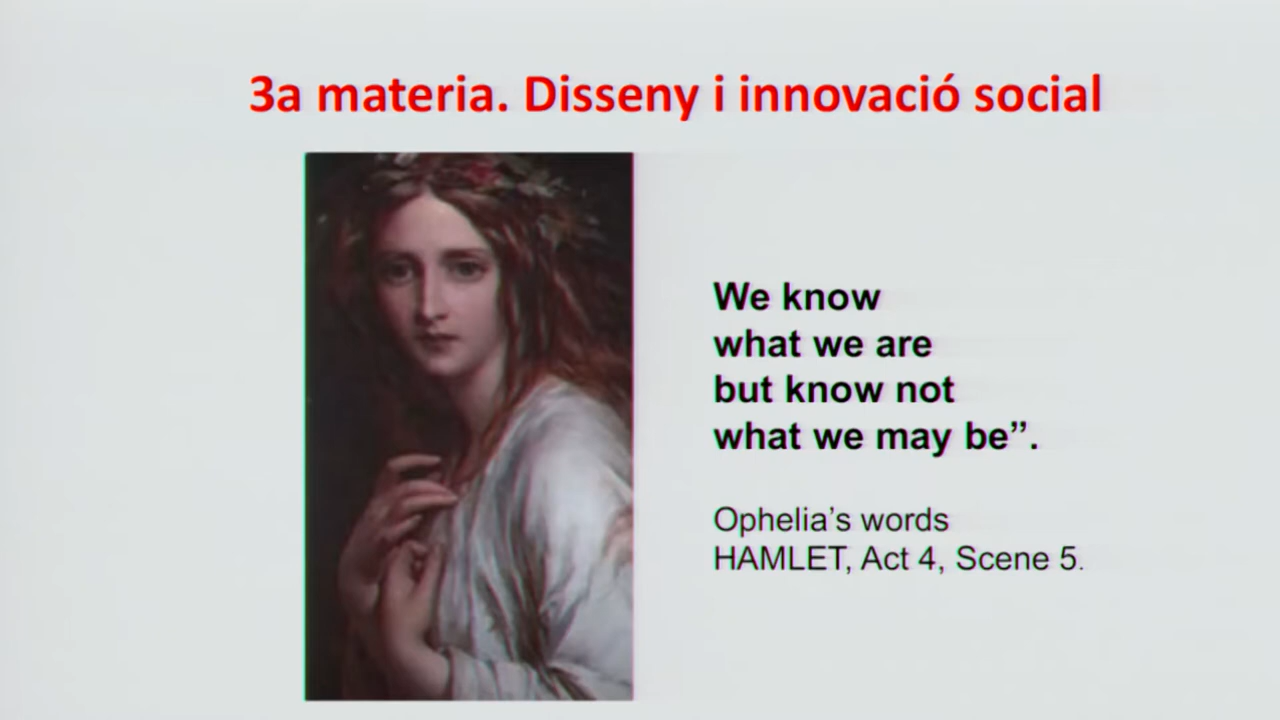 3a materia. Disseny i innovació social
We know
what we are
but know not
what we may be”.
Ophelia’s words
HAMLET, Act 4, Scene 5.